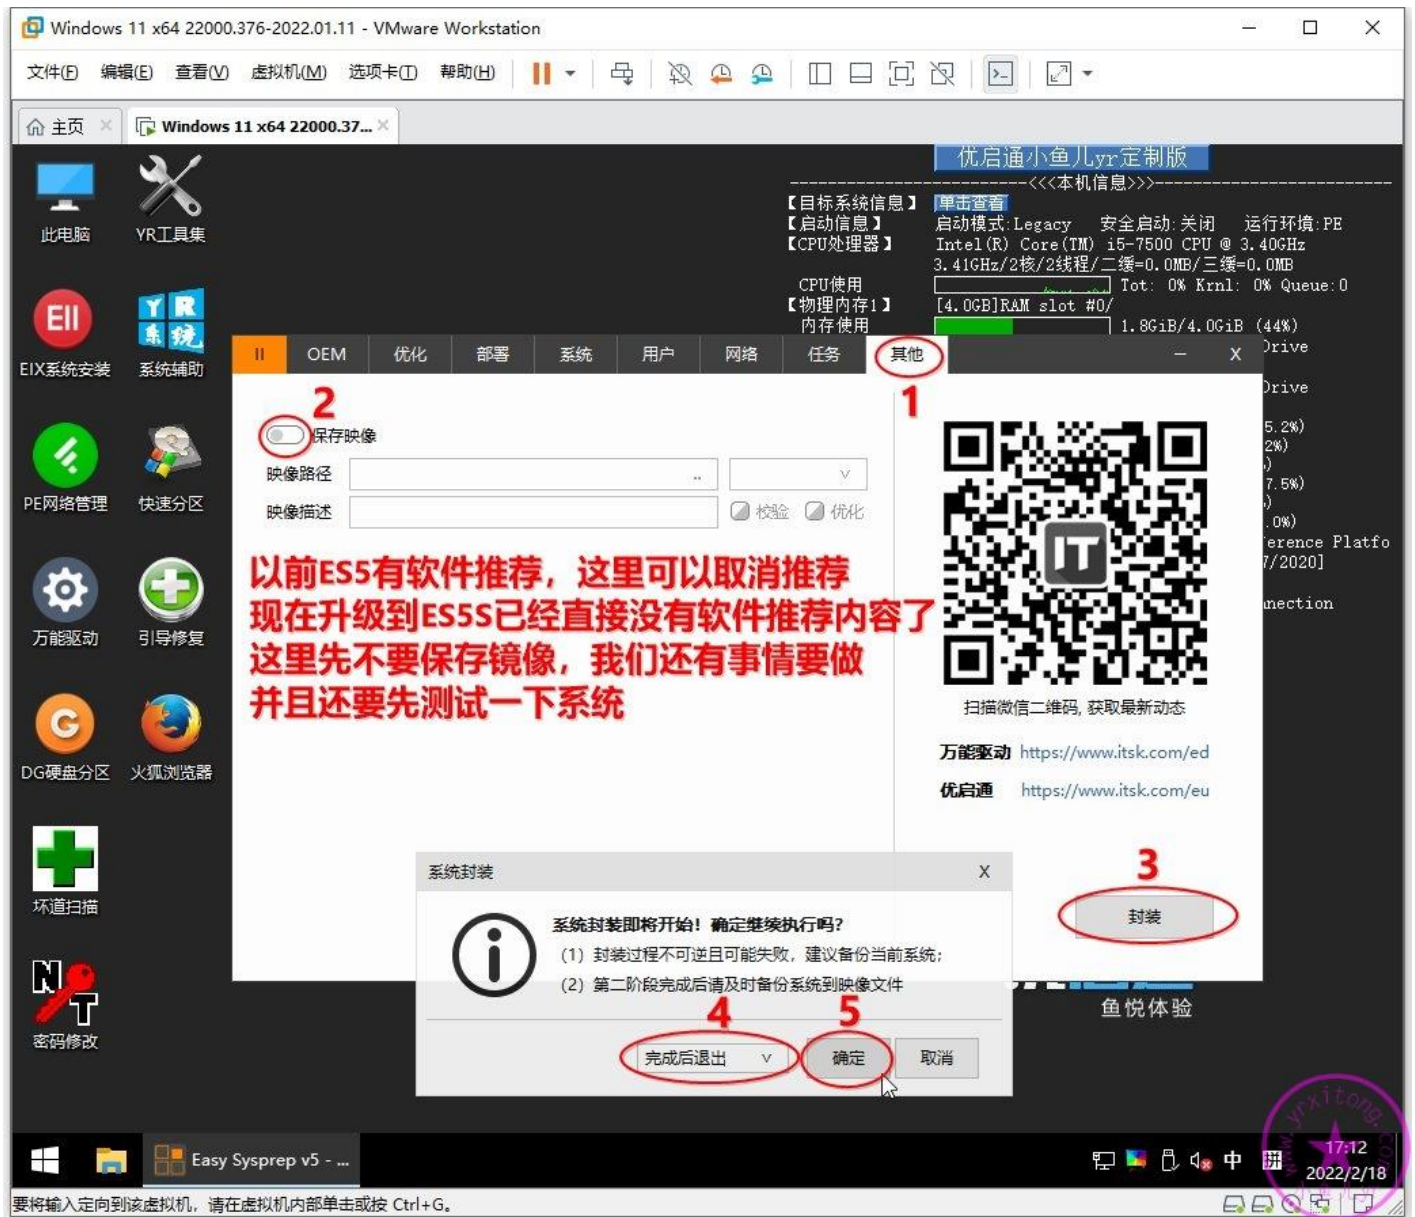 Windows 11 x64 22000.376-2022.01.11 - VMware Workstation
文件(F) 编辑(E) 查看(V) 虚拟机(M) 选项卡(T) 帮助(H)
主页 Windows 11 x64 22000.37...
优启通小鱼儿yr定制版
<<<本机信息>>>
【目标系统信息】 单击查看
【启动信息】 启动模式:Legacy 安全启动:关闭 运行环境:PE
【CPU处理器】 Intel(R) Core(TM) i5-7500 CPU @ 3.40GHz
3.41GHz/2核/2线程/二缓=0.0MB/三缓=0.0MB
CPU使用 Tot: 0% Krnl: 0% Queue:0
【物理内存1】 [4.0GB]RAM slot #0/
内存使用 1.8GiB/4.0GiB (44%)
Drive
Drive
5.2%)
2%)
)
7.5%)
)
.0%)
erence Platfo
7/2020]
nnection
此电脑 YR工具集
EII YR系统
EIX系统安装 系统辅助
PE网络管理 快速分区
万能驱动 引导修复
G
DG硬盘分区 火狐浏览器
坏道扫描
NT
密码修改
OEM 优化 部署 系统 用户 网络 任务 其他 X
1
2
保存映像
映像路径 ..
映像描述 校验 优化
以前ES5有软件推荐，这里可以取消推荐
现在升级到ES5S已经直接没有软件推荐内容了
这里先不要保存镜像，我们还有事情要做
并且还要先测试一下系统
IT
扫描微信二维码, 获取最新动态
万能驱动 https://www.itsk.com/ed
优启通 https://www.itsk.com/eu
3
封装
系统封装 X
系统封装即将开始！确定继续执行吗？
（1）封装过程不可逆且可能失败，建议备份当前系统；
（2）第二阶段完成后请及时备份系统到映像文件
4 5
完成后退出 确定 取消
鱼悦体验
Easy Sysprep v5 - ...
中 拼 17:12
2022/2/18
要将输入定向到该虚拟机，请在虚拟机内部单击或按 Ctrl+G。